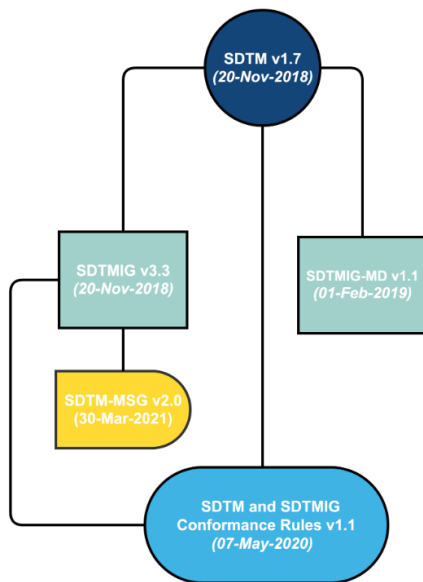 SDTM v1.7
(20-Nov-2018)
SDTMIG v3.3
(20-Nov-2018)
SDTMIG-MD v1.1
(01-Feb-2019)
SDTM-MSG v2.0
(30-Mar-2021)
SDTM and SDTMIG
Conformance Rules v1.1
(07-May-2020)